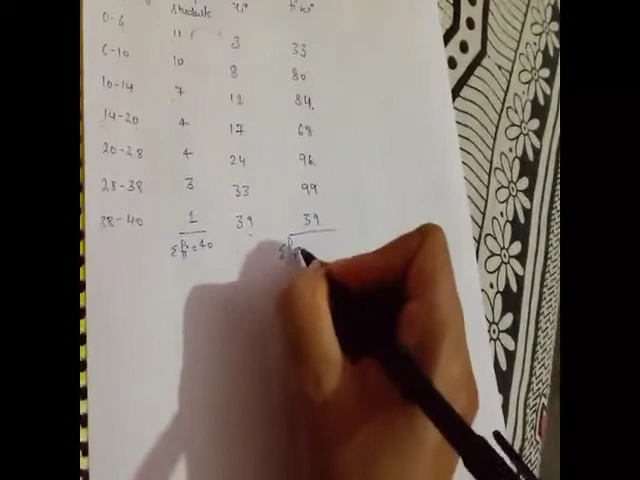 students xi fixi
0-6 11 3 33
6-10 10 8 80
10-14 7 12 84
14-20 4 17 68
20-28 4 24 96
28-38 3 33 99
38-40 1 39 39
Σfi=40 Σf